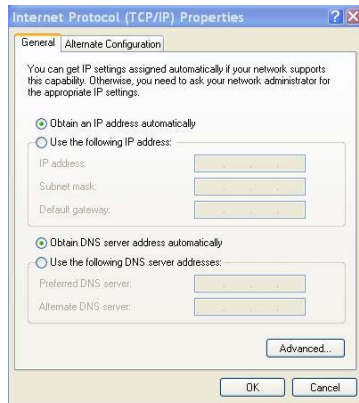 Internet Protocol (TCP/IP) Properties
General
Alternate Configuration
You can get IP settings assigned automatically if your network supports
this capability. Otherwise, you need to ask your network administrator for
the appropriate IP settings.
Obtain an IP address automatically
Use the following IP address:
IP address:
Subnet mask:
Default gateway:
Obtain DNS server address automatically
Use the following DNS server addresses:
Preferred DNS server:
Alternate DNS server:
Advanced...
OK
Cancel